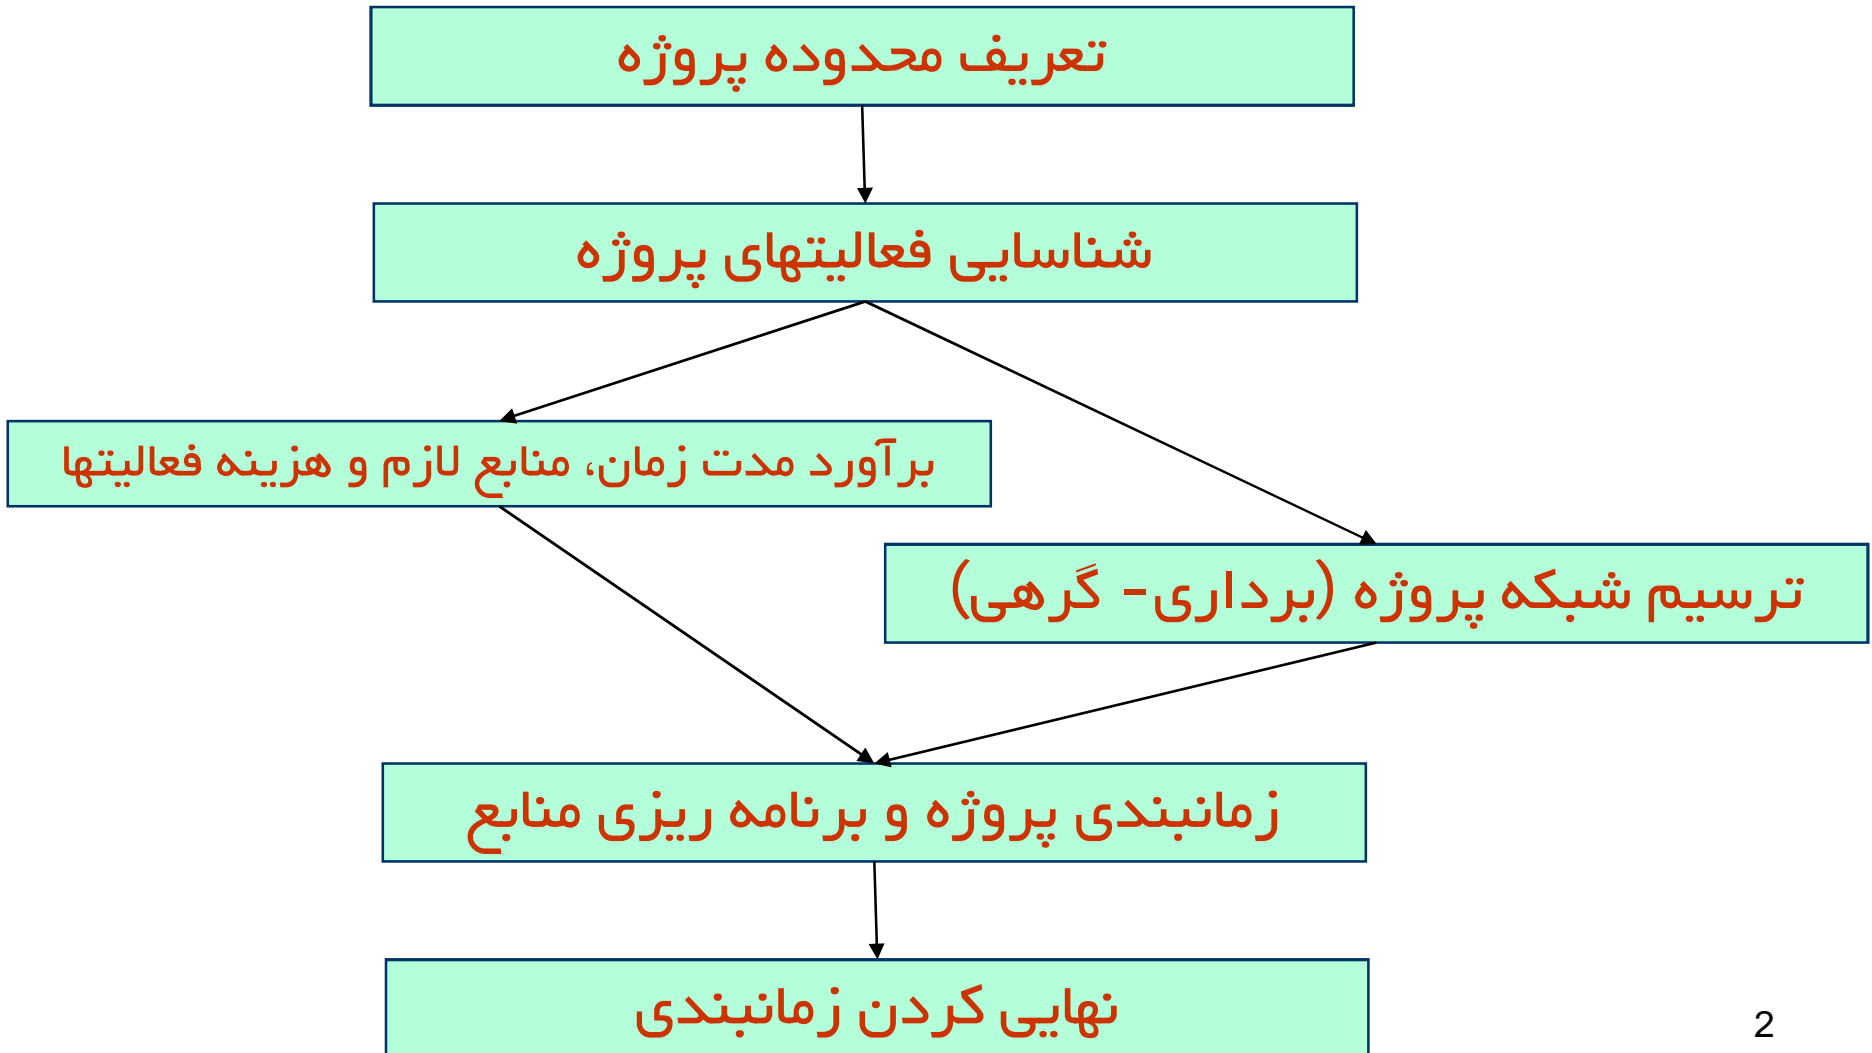 تعریف محدوده پروژه
شناسایی فعالیتهای پروژه
برآورد مدت زمان، منابع لازم و هزینه فعالیتها
ترسیم شبکه پروژه (برداری- گرهی)
زمانبندی پروژه و برنامه ریزی منابع
نهایی کردن زمانبندی
2